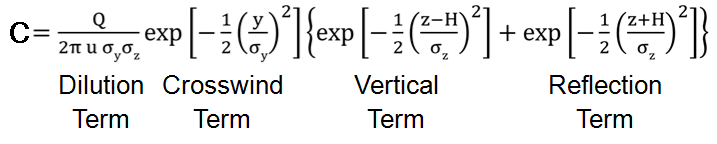 C= Q/(2π u σ_y σ_z) exp[−1/2(y/σ_y)^2]{exp[−1/2((z−H)/σ_z)^2] + exp[−1/2((z+H)/σ_z)^2]}
Dilution Crosswind Vertical Reflection
Term Term Term Term